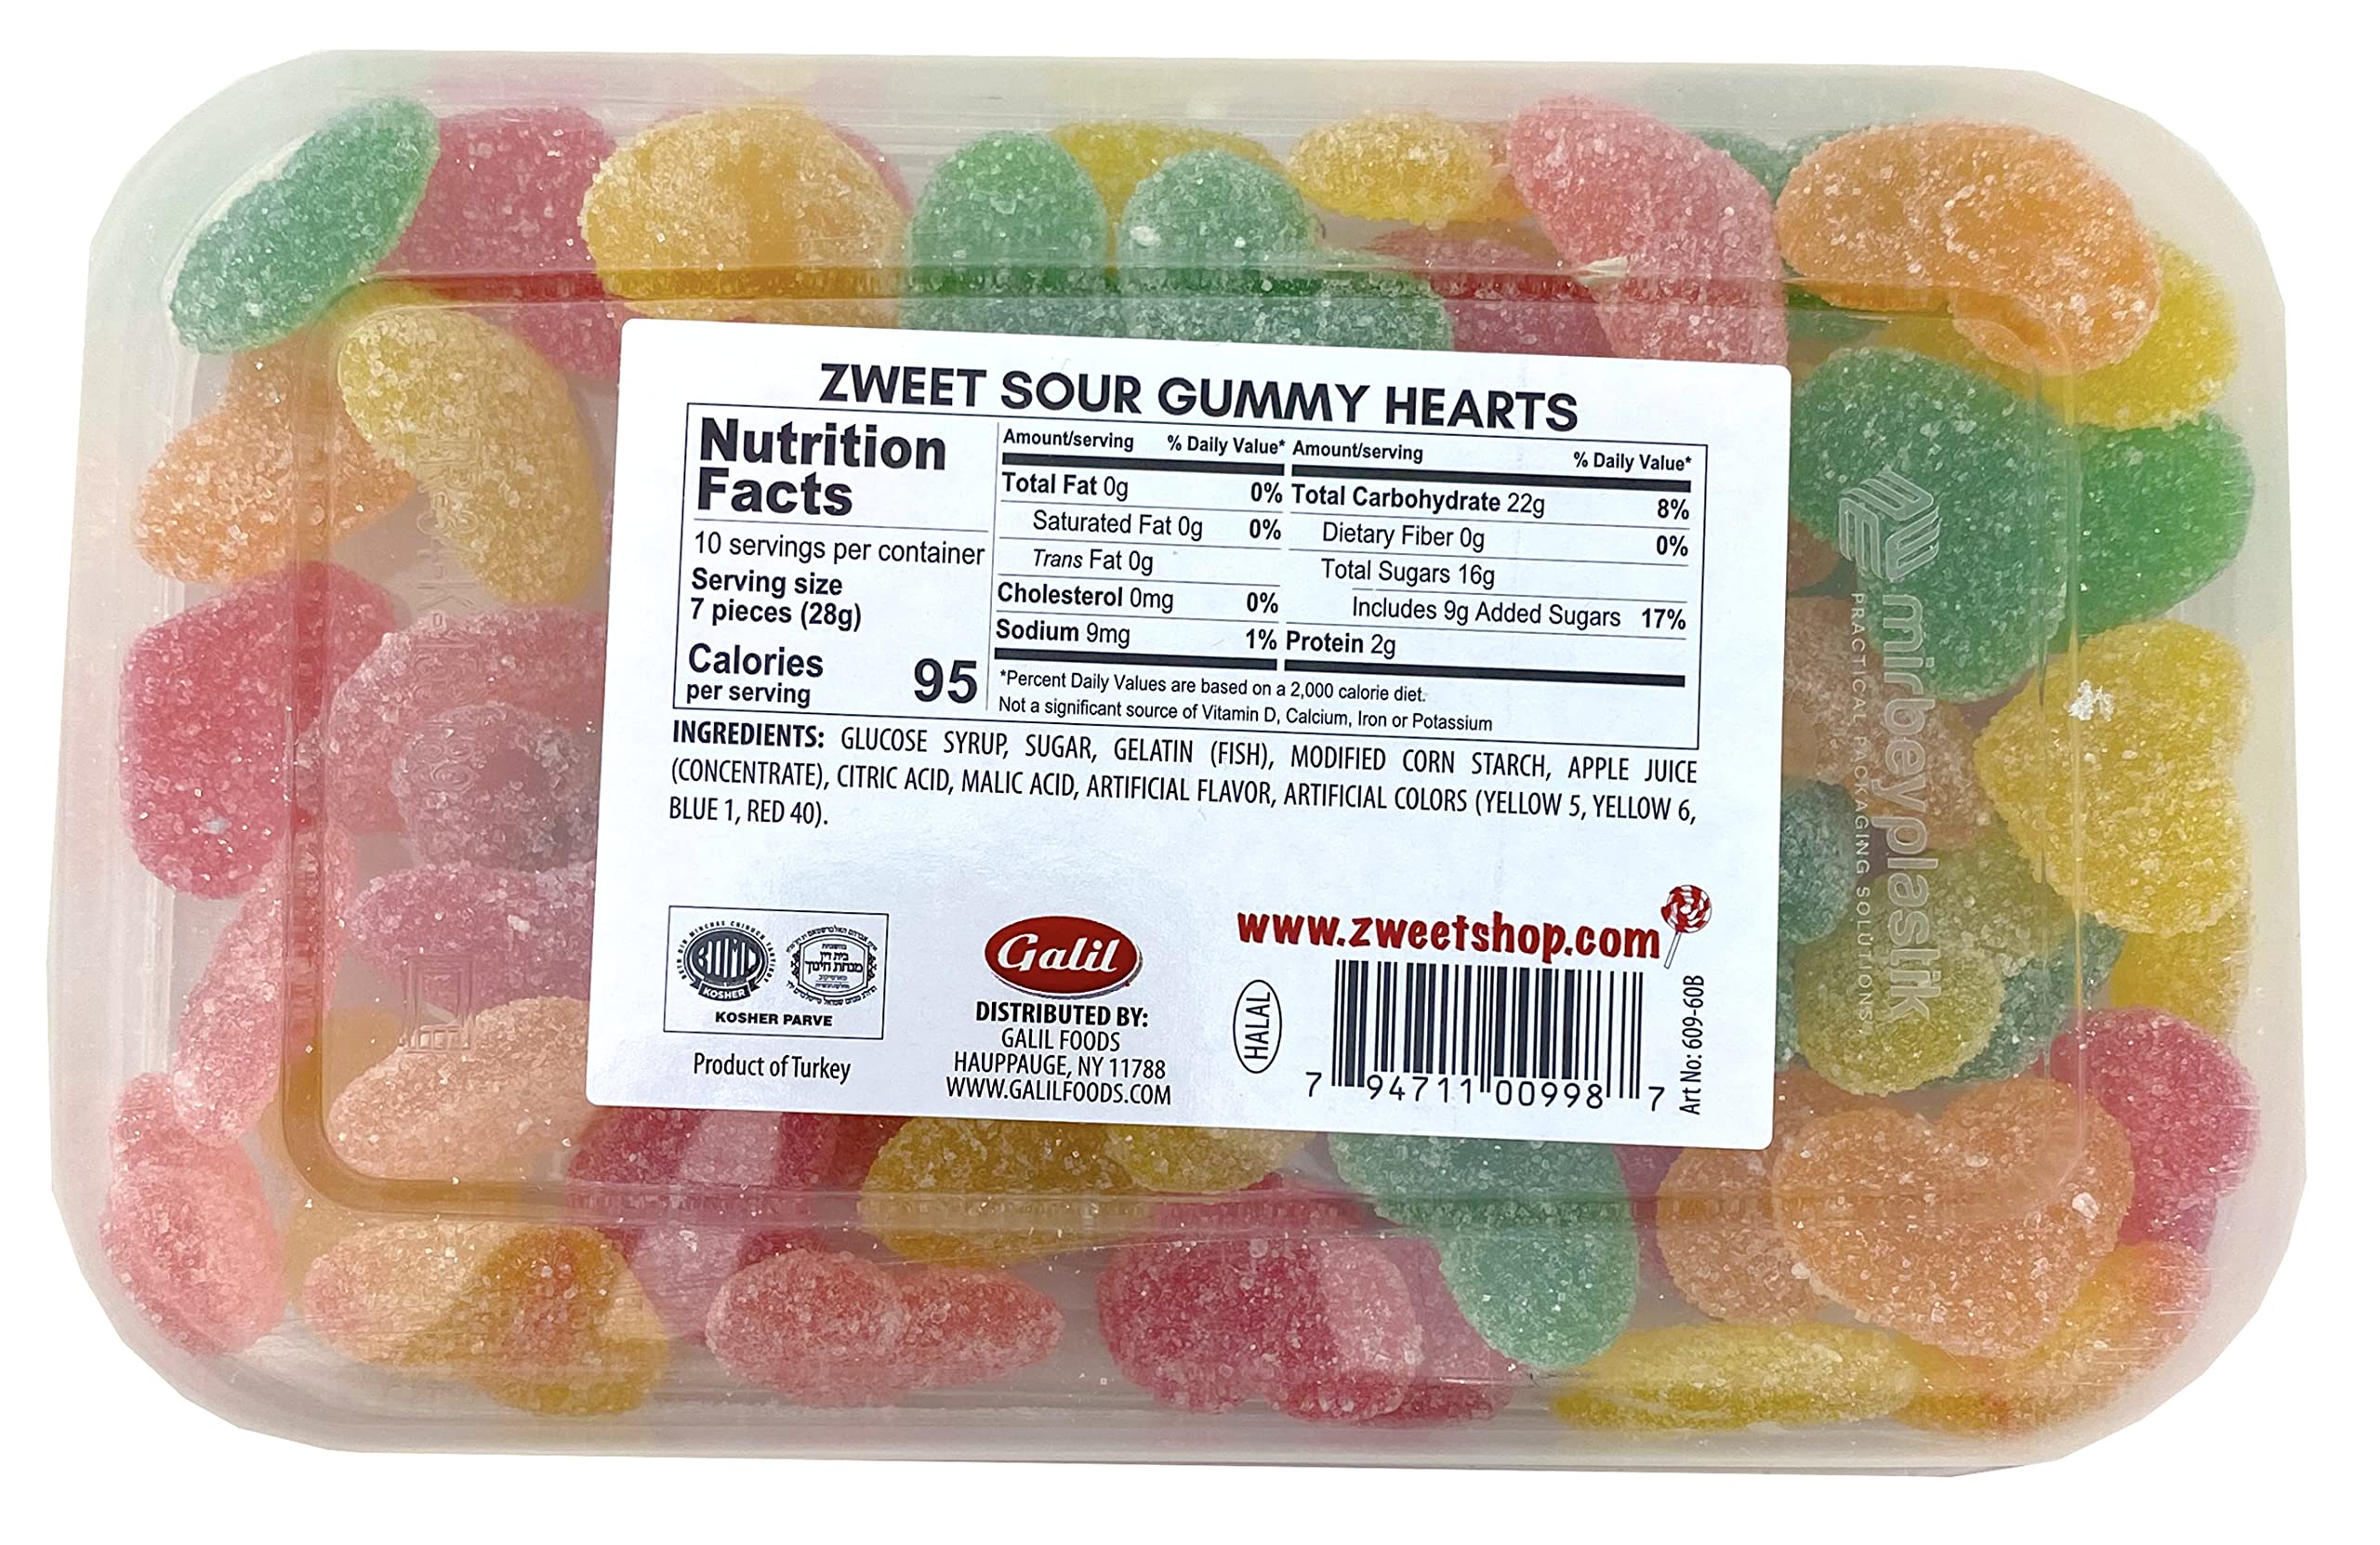 ZWEET SOUR GUMMY HEARTS
Nutrition
Facts
10 servings per container
Serving size
7 pieces (28g)
Calories
per serving
95
Amount/serving % Daily Value*
Total Fat 0g 0%
Saturated Fat 0g 0%
Trans Fat 0g
Cholesterol 0mg 0%
Sodium 9mg 1%
Amount/serving % Daily Value*
Total Carbohydrate 22g 8%
Dietary Fiber 0g 0%
Total Sugars 16g
Includes 9g Added Sugars 17%
Protein 2g
*Percent Daily Values are based on a 2,000 calorie diet.
Not a significant source of Vitamin D, Calcium, Iron or Potassium
INGREDIENTS: GLUCOSE SYRUP, SUGAR, GELATIN (FISH), MODIFIED CORN STARCH, APPLE JUICE
(CONCENTRATE), CITRIC ACID, MALIC ACID, ARTIFICIAL FLAVOR, ARTIFICIAL COLORS (YELLOW 5, YELLOW 6,
BLUE 1, RED 40).
KOSHER
בית דין
מנחת חינוך
KOSHER PARVE
Product of Turkey
Galil
DISTRIBUTED BY:
GALIL FOODS
HAUPPAUGE, NY 11788
WWW.GALILFOODS.COM
www.zweetshop.com
HALAL
7 94711 00998 7
Art No: 609-60B
mirbeyplastik
PRACTICAL PACKAGING SOLUTIONS